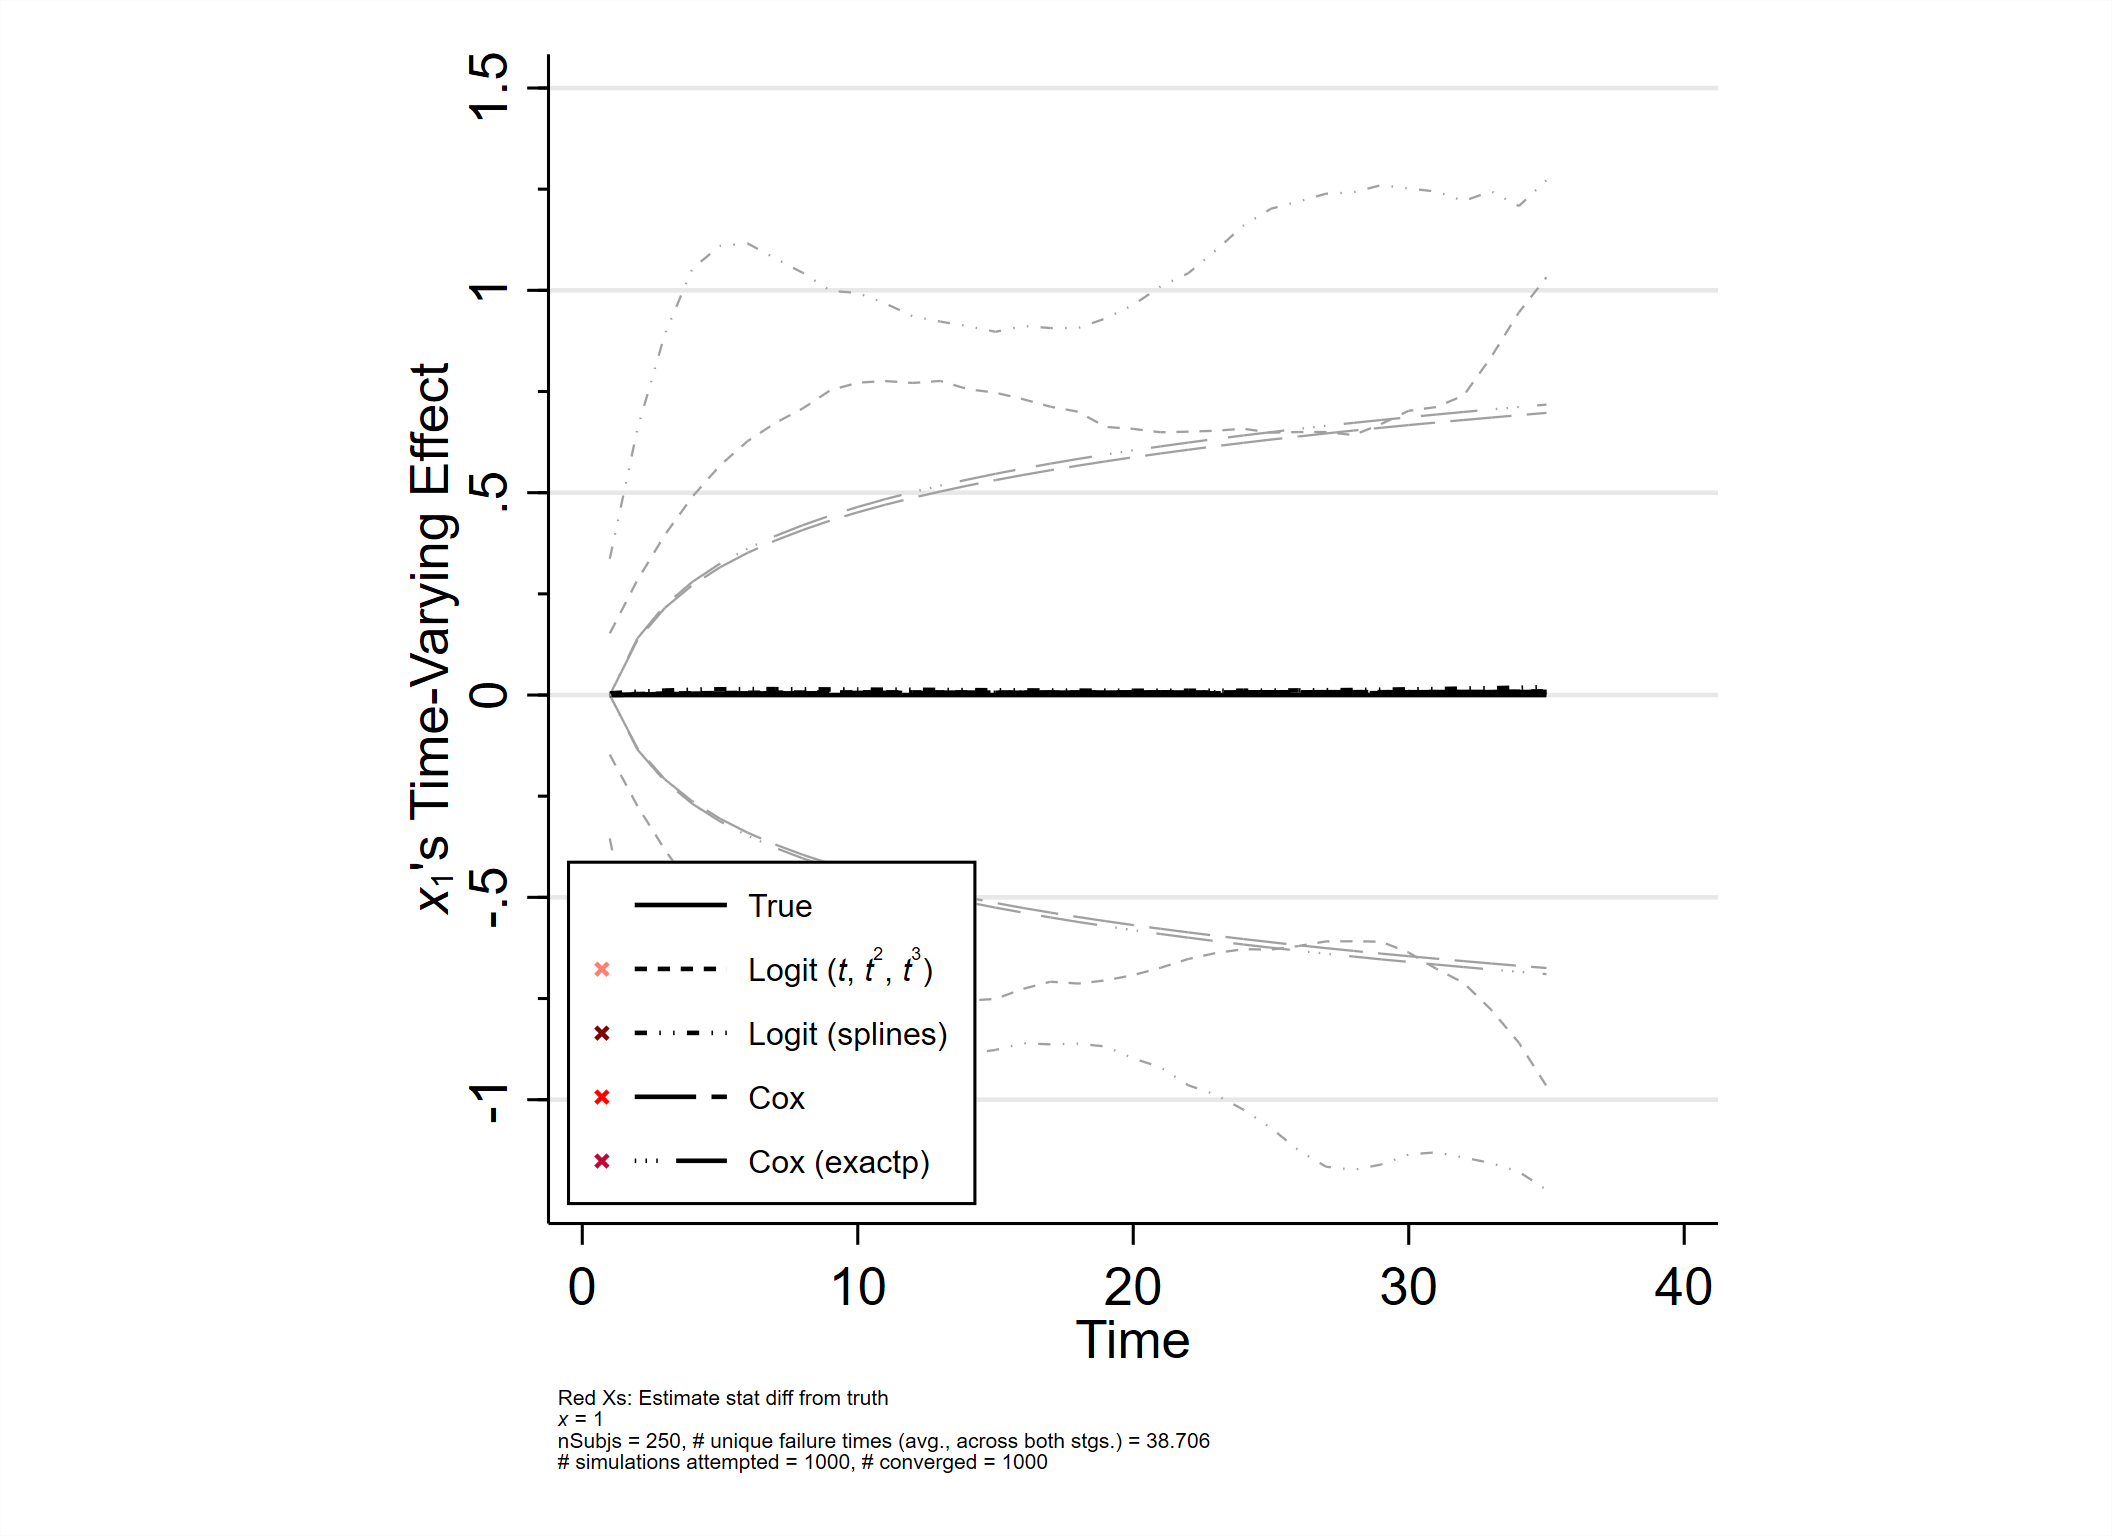 1.5
1
.5
0
-.5
-1
x₁'s Time-Varying Effect
True
Logit (t, t², t³)
Logit (splines)
Cox
Cox (exactp)
0 10 20 30 40
Time
Red Xs: Estimate stat diff from truth
x = 1
nSubjs = 250, # unique failure times (avg., across both stgs.) = 38.706
# simulations attempted = 1000, # converged = 1000